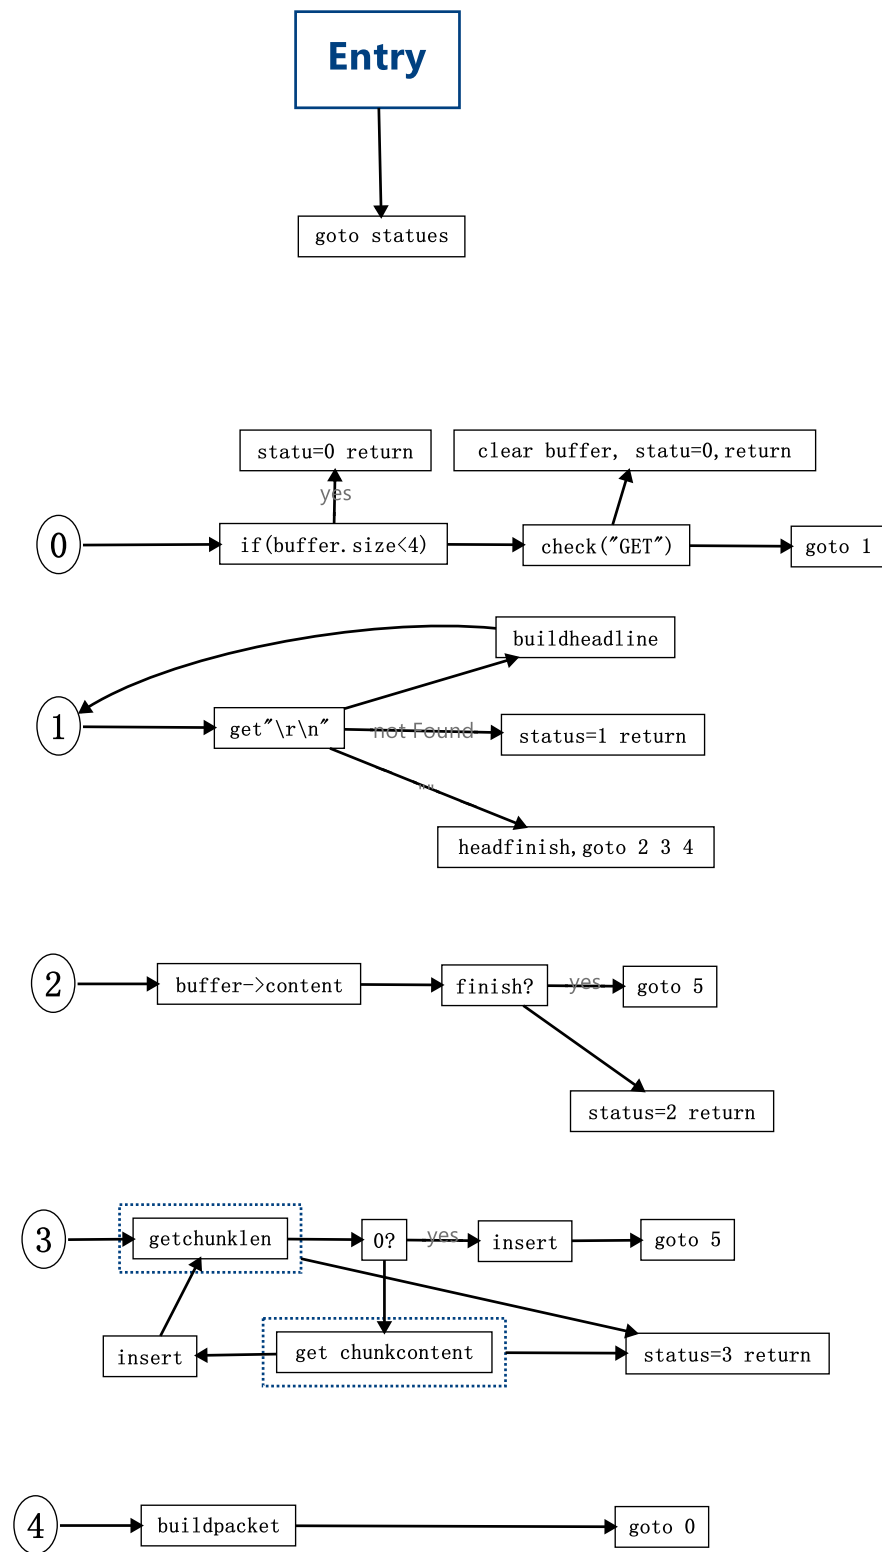 Entry
goto statues
statu=0 return
clear buffer, statu=0,return
yes
0
if(buffer.size<4)
check("GET")
goto 1
buildheadline
1
get"\r\n"
not Found
status=1 return
""
headfinish,goto 2 3 4
2
buffer->content
finish?
yes
goto 5
status=2 return
3
getchunklen
0?
yes
insert
goto 5
insert
get chunkcontent
status=3 return
4
buildpacket
goto 0